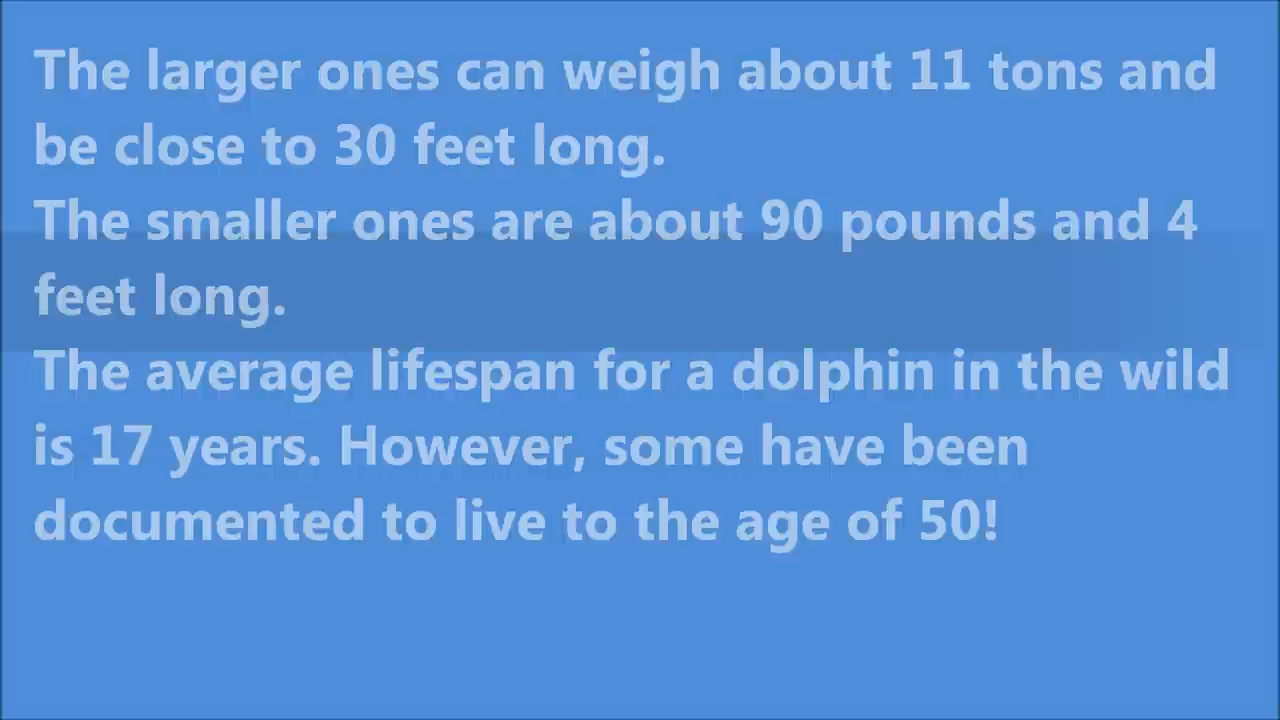 The larger ones can weigh about 11 tons and
be close to 30 feet long.
The smaller ones are about 90 pounds and 4
feet long.
The average lifespan for a dolphin in the wild
is 17 years. However, some have been
documented to live to the age of 50!